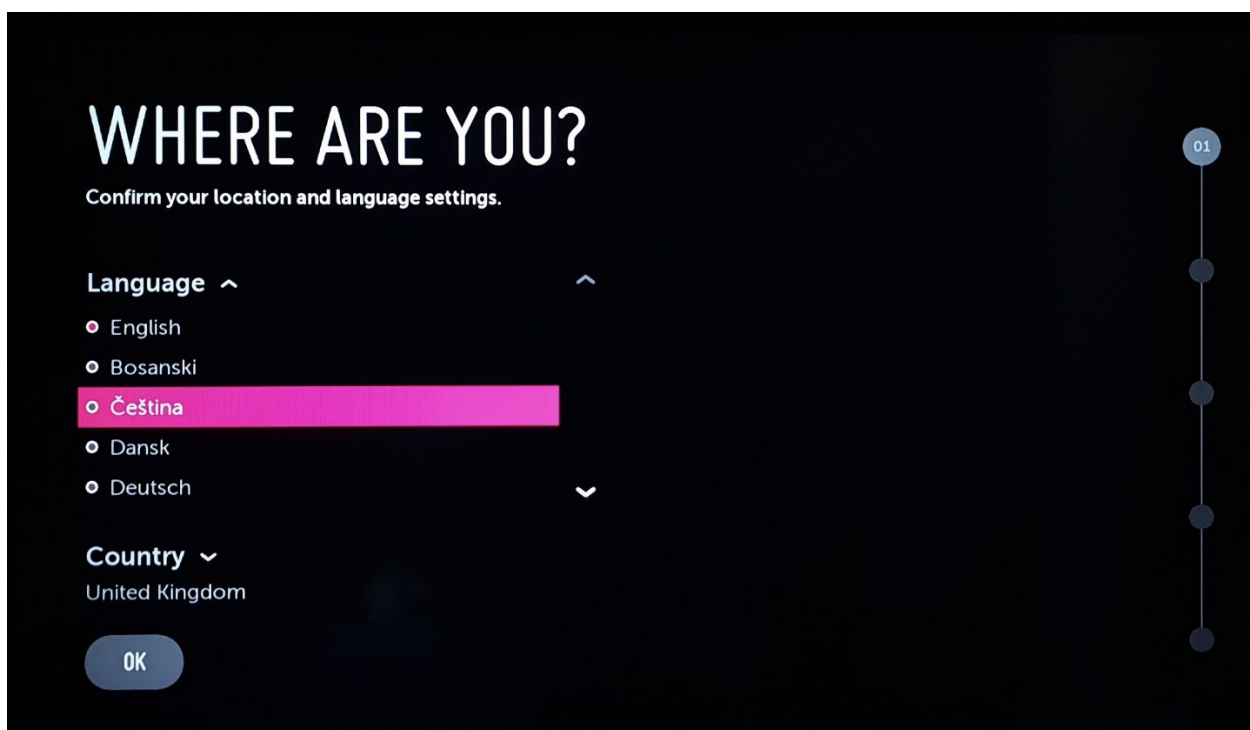 WHERE ARE YOU?
01
Confirm your location and language settings.
Language
English
Bosanski
Čeština
Dansk
Deutsch
Country
United Kingdom
OK